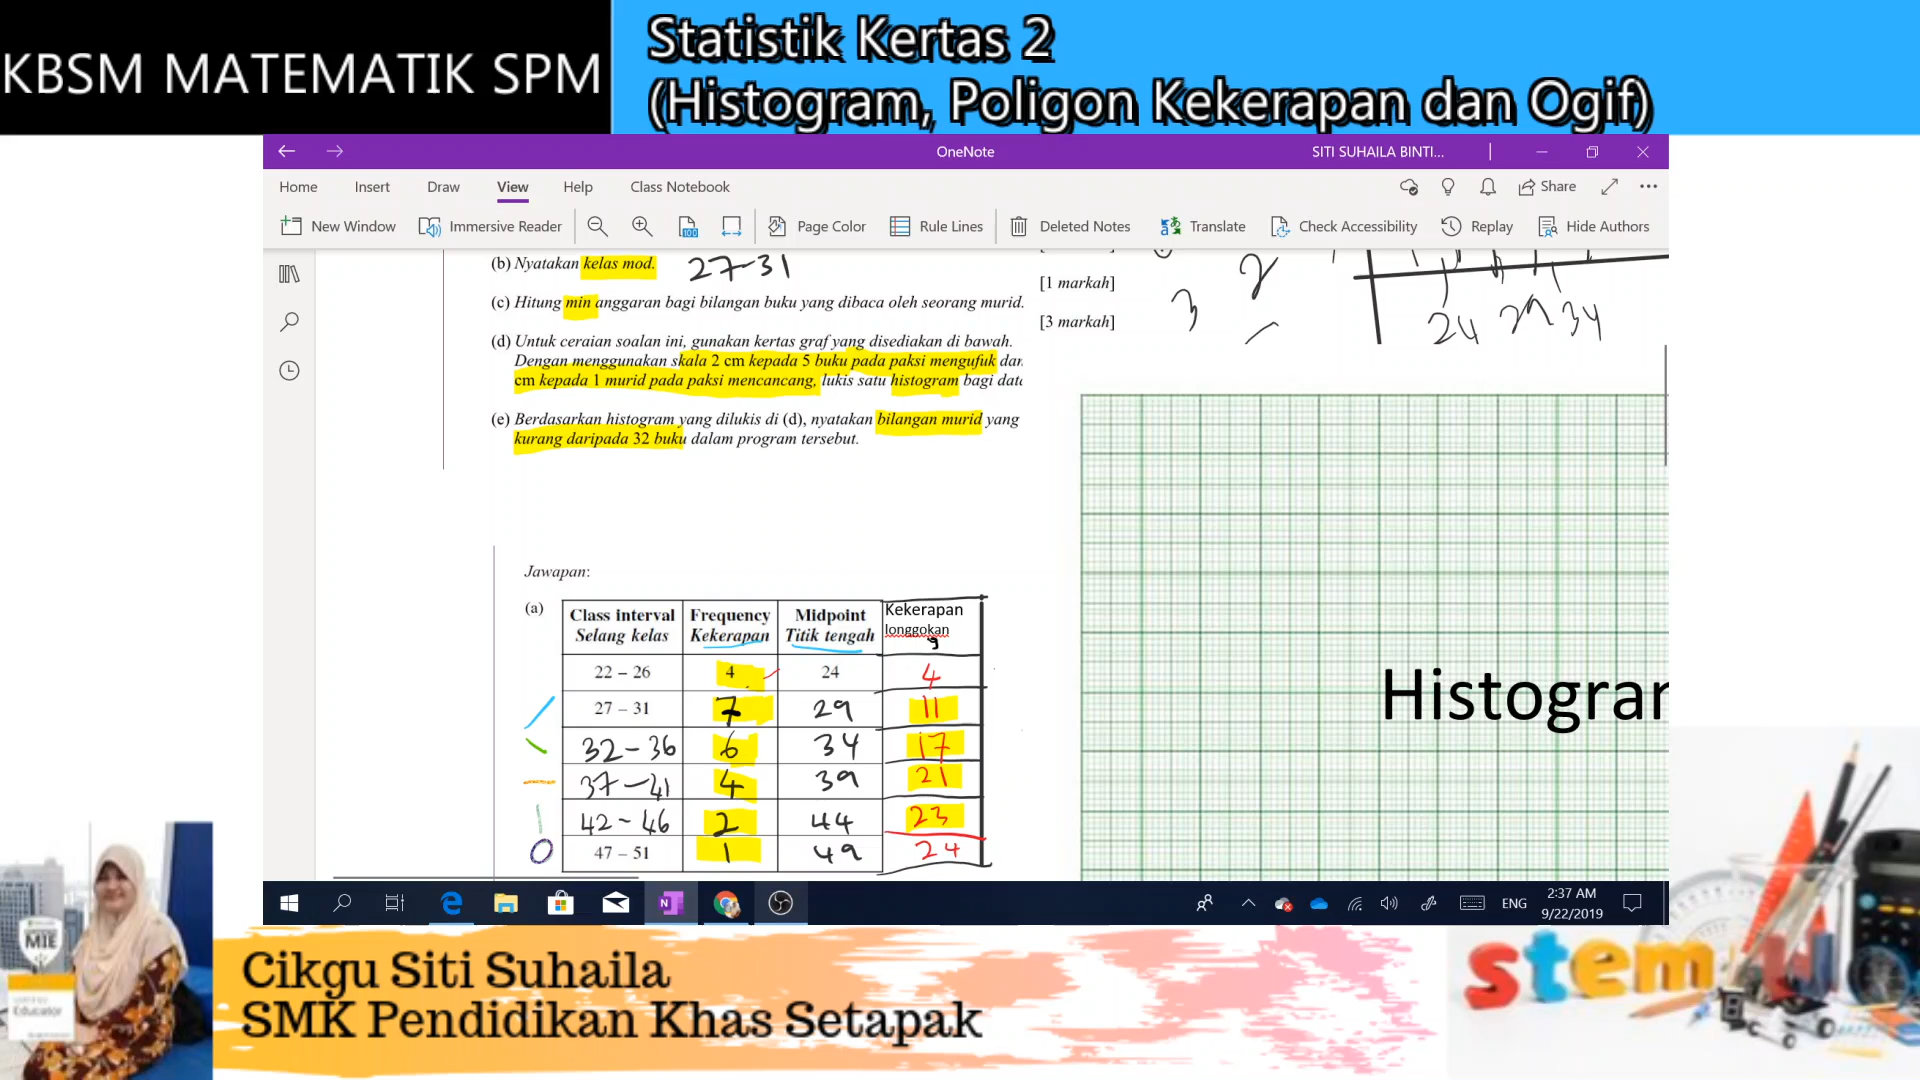 KBSM MATEMATIK SPM
Statistik Kertas 2
(Histogram, Poligon Kekerapan dan Ogif)
OneNote
SITI SUHAILA BINTI...
Home Insert Draw View Help Class Notebook
Share
New Window Immersive Reader Page Color Rule Lines Deleted Notes Translate Check Accessibility Replay Hide Authors
(b) Nyatakan kelas mod. 27-31
[1 markah]
(c) Hitung min anggaran bagi bilangan buku yang dibaca oleh seorang murid.
[3 markah]
(d) Untuk ceraian soalan ini, gunakan kertas graf yang disediakan di bawah.
Dengan menggunakan skala 2 cm kepada 5 buku pada paksi mengufuk dan
cm kepada 1 murid pada paksi mencancang, lukis satu histogram bagi data
(e) Berdasarkan histogram yang dilukis di (d), nyatakan bilangan murid yang
kurang daripada 32 buku dalam program tersebut.
2
3
24 29 34
Jawapan:
(a)
Class interval Frequency Midpoint Kekerapan
Selang kelas Kekerapan Titik tengah longgokan
22 – 26 4 24 4
27 – 31 7 29 11
32 - 36 6 34 17
37 - 41 4 39 21
42 - 46 2 44 23
47 – 51 1 49 24
Histogram
ENG
2:37 AM
9/22/2019
MIE
Educator
Cikgu Siti Suhaila
SMK Pendidikan Khas Setapak
stem